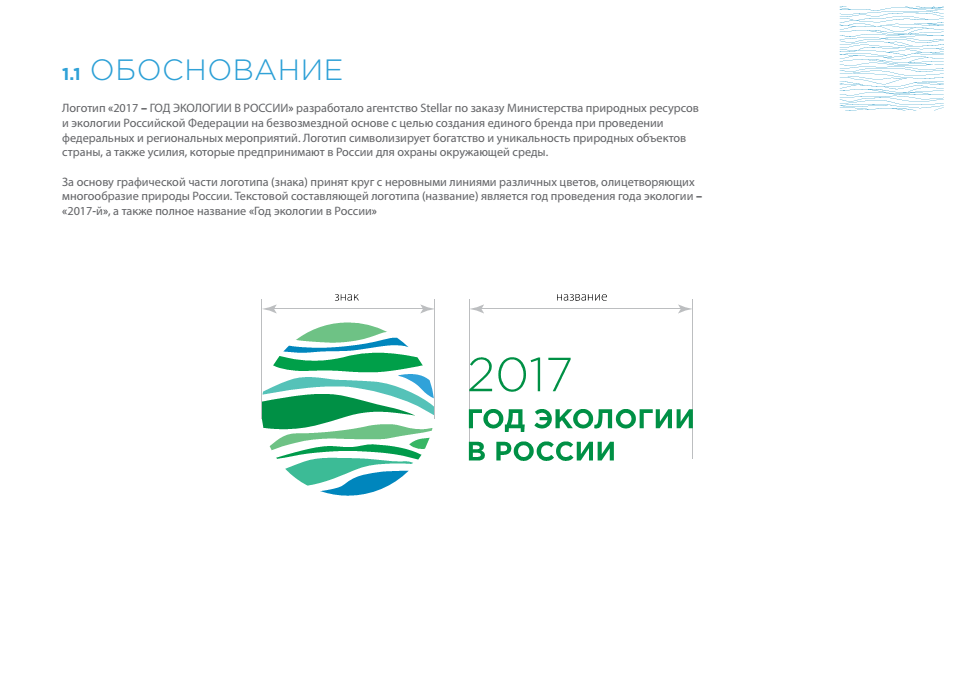 1.1 ОБОСНОВАНИЕ
Логотип «2017 – ГОД ЭКОЛОГИИ В РОССИИ» разработало агентство Stellar по заказу Министерства природных ресурсов
и экологии Российской Федерации на безвозмездной основе с целью создания единого бренда при проведении
федеральных и региональных мероприятий. Логотип символизирует богатство и уникальность природных объектов
страны, а также усилия, которые предпринимают в России для охраны окружающей среды.
За основу графической части логотипа (знака) принят круг с неровными линиями различных цветов, олицетворяющих
многообразие природы России. Текстовой составляющей логотипа (название) является год проведения года экологии –
«2017-й», а также полное название «Год экологии в России»
знак
название
2017
ГОД ЭКОЛОГИИ
В РОССИИ